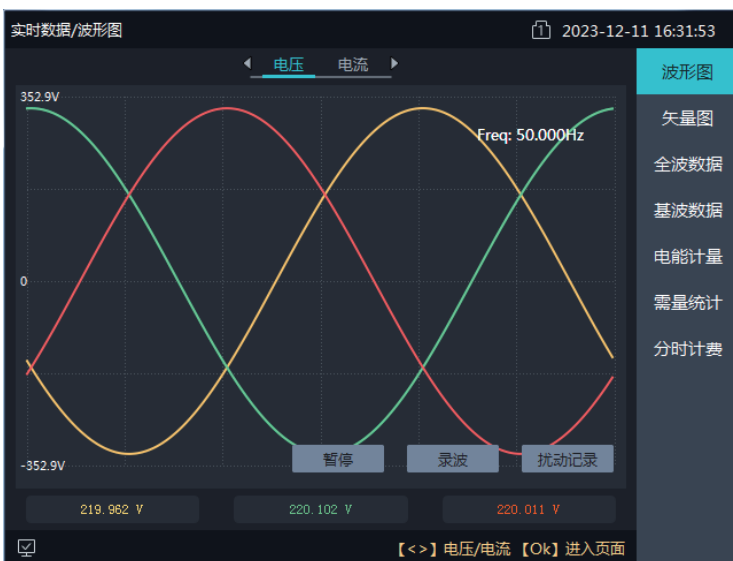 实时数据/波形图
1 2023-12-11 16:31:53
电压 电流
352.9V
Freq: 50.000Hz
0
-352.9V
暂停 录波 扰动记录
219.962 V 220.102 V 220.011 V
【<>】电压/电流 【Ok】进入页面
波形图
矢量图
全波数据
基波数据
电能计量
需量统计
分时计费